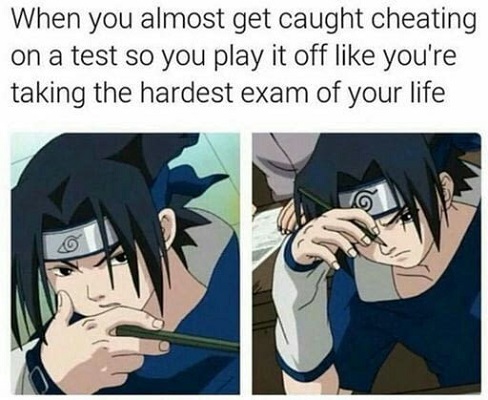 When you almost get caught cheating
on a test so you play it off like you're
taking the hardest exam of your life